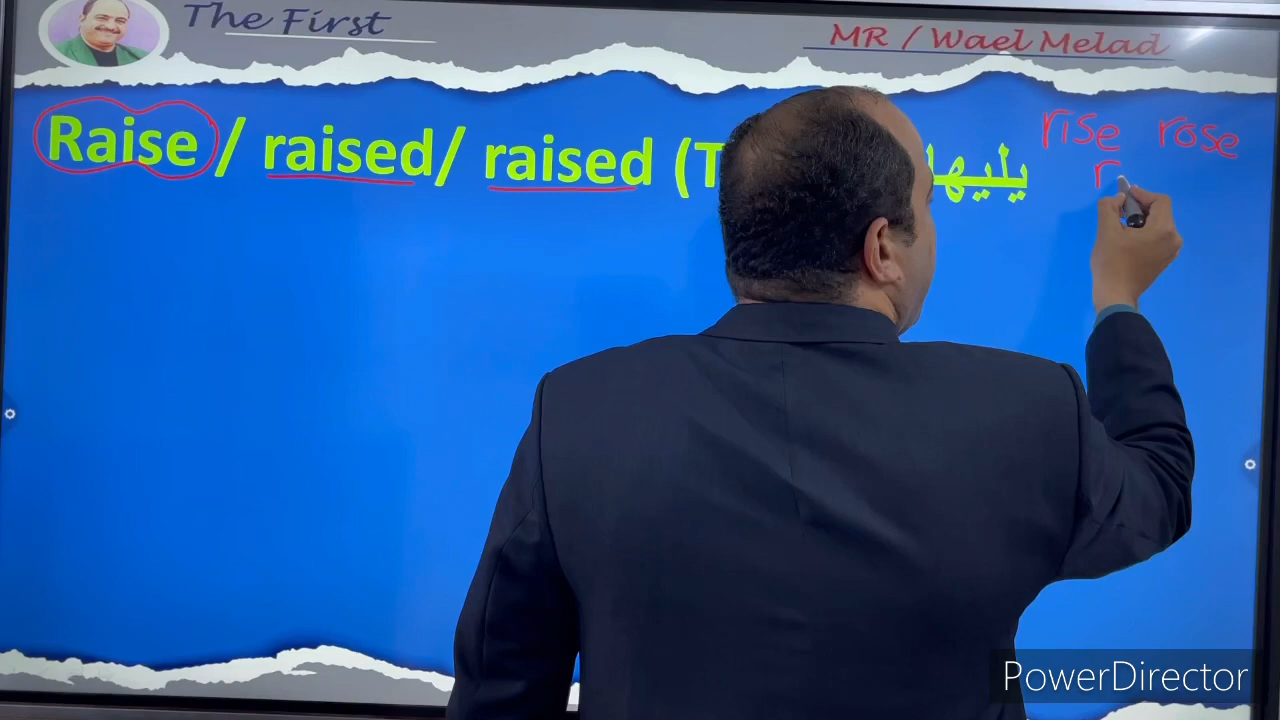 The First
MR / Wael Melad
Raise / raised/ raised (T يليها
rise rose
r
PowerDirector